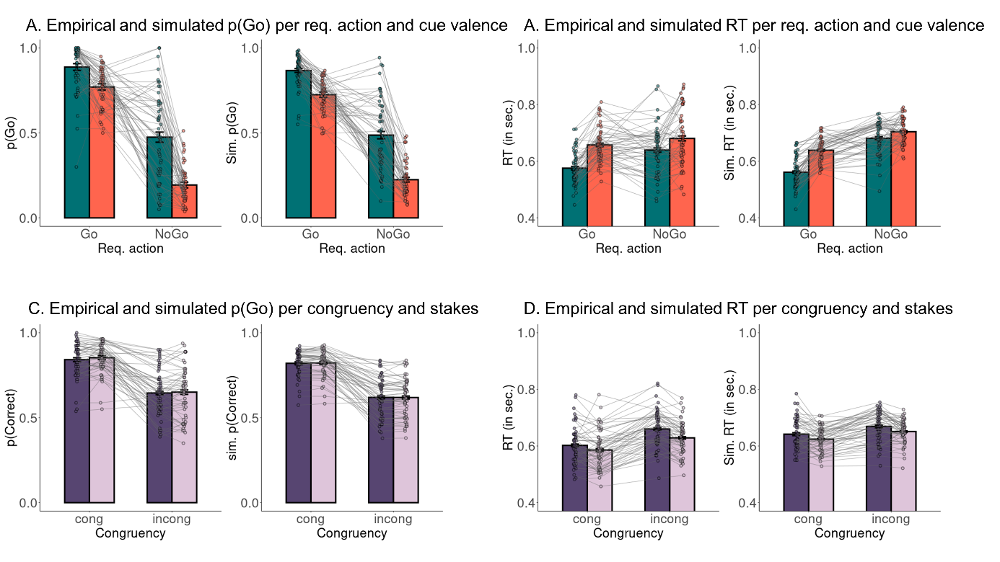 A. Empirical and simulated p(Go) per req. action and cue valence
1.0
0.5
0.0
p(Go)
Go
NoGo
Req. action
1.0
0.5
0.0
Sim. p(Go)
Go
NoGo
Req. action
A. Empirical and simulated RT per req. action and cue valence
1.0
0.8
0.6
0.4
RT (in sec.)
Go
NoGo
Req. action
1.0
0.8
0.6
0.4
Sim. RT (in sec.)
Go
NoGo
Req. action
C. Empirical and simulated p(Go) per congruency and stakes
1.0
0.5
0.0
p(Correct)
cong
incong
Congruency
1.0
0.5
0.0
sim. p(Correct)
cong
incong
Congruency
D. Empirical and simulated RT per congruency and stakes
1.0
0.8
0.6
0.4
RT (in sec.)
cong
incong
Congruency
1.0
0.8
0.6
0.4
Sim. RT (in sec.)
cong
incong
Congruency